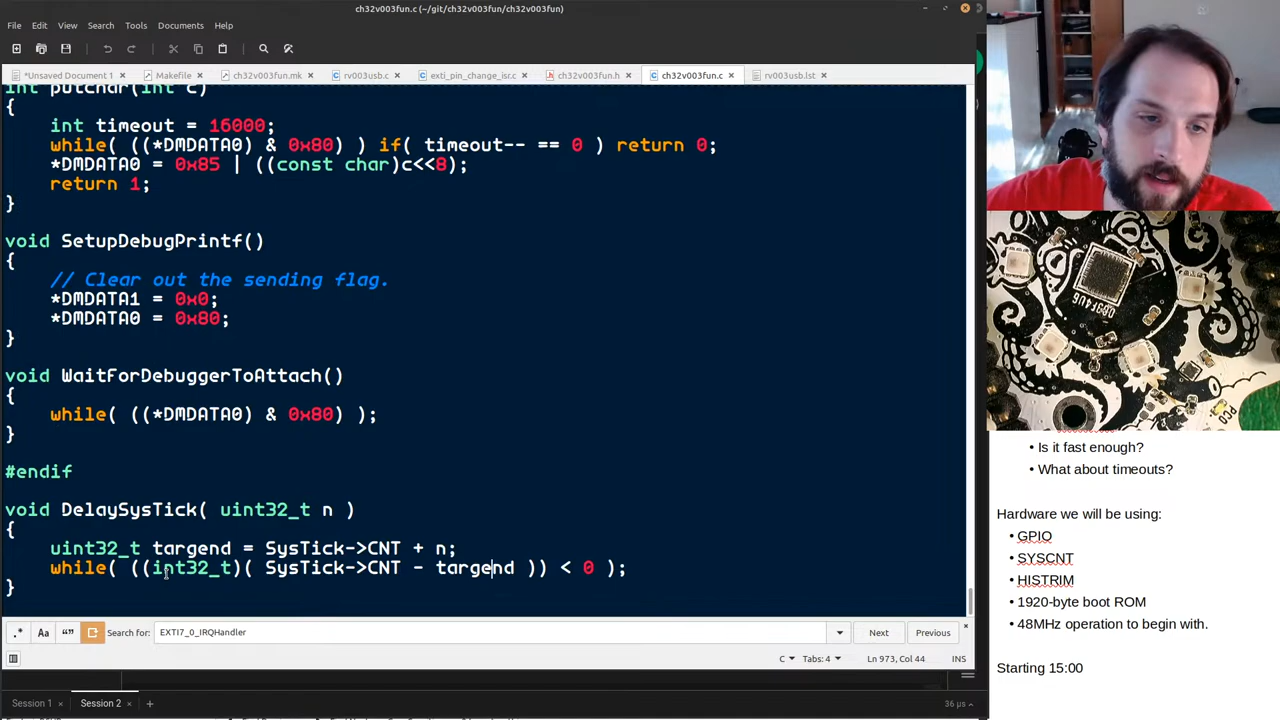 ch32v003fun.c (~/git/ch32v003fun/ch32v003fun)
File Edit View Search Tools Documents Help
*Unsaved Document 1 Makefile ch32v003fun.mk rv003usb.c exti_pin_change_isr.c ch32v003fun.h ch32v003fun.c rv003usb.lst
int putchar(int c)
{
int timeout = 16000;
while( ((*DMDATA0) & 0x80) ) if( timeout-- == 0 ) return 0;
*DMDATA0 = 0x85 | ((const char)c<<8);
return 1;
}
void SetupDebugPrintf()
{
// Clear out the sending flag.
*DMDATA1 = 0x0;
*DMDATA0 = 0x80;
}
void WaitForDebuggerToAttach()
{
while( ((*DMDATA0) & 0x80) );
}
#endif
void DelaySysTick( uint32_t n )
{
uint32_t targend = SysTick->CNT + n;
while( ((int32_t)( SysTick->CNT - targend )) < 0 );
}
.* Aa “” Search for: EXTI7_0_IRQHandler Next Previous
C Tabs: 4 Ln 973, Col 44 INS
Session 1 Session 2 36 µs
PC0
• Is it fast enough?
• What about timeouts?
Hardware we will be using:
• GPIO
• SYSCNT
• HISTRIM
• 1920-byte boot ROM
• 48MHz operation to begin with.
Starting 15:00